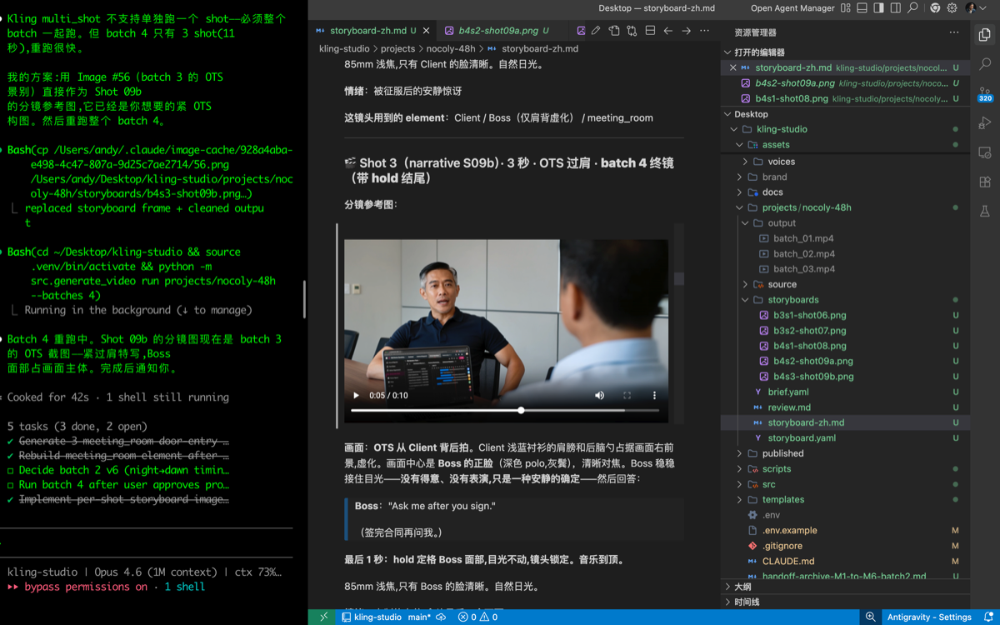 Kling multi_shot 不支持单独跑一个 shot——必须整个
batch 一起跑。但 batch 4 只有 3 shot(11
秒),重跑很快。
我的方案:用 Image #56（batch 3 的 OTS
景别）直接作为 Shot 09b
的分镜参考图,它已经是你想要的紧 OTS
构图。然后重跑整个 batch 4。
Bash(cp /Users/andy/.claude/image-cache/928a4aba-
e498-4c47-807a-9d25c7ae2714/56.png
/Users/andy/Desktop/kling-studio/projects/noc
oly-48h/storyboards/b4s3-shot09b.png…)
replaced storyboard frame + cleaned outpu
t
Bash(cd ~/Desktop/kling-studio && source
.venv/bin/activate && python -m
src.generate_video run projects/nocoly-48h
--batches 4)
Running in the background (↓ to manage)
Batch 4 重跑中。Shot 09b 的分镜图现在是 batch 3
的 OTS 截图——紧过肩特写,Boss
面部占画面主体。完成后通知你。
Cooked for 42s · 1 shell still running
5 tasks (3 done, 2 open)
✔ Generate 3 meeting_room door-entry …
✔ Rebuild meeting_room element after …
□ Decide batch 2 v6 (night→dawn timin…
□ Run batch 4 after user approves pro…
✔ Implement per-shot storyboard image…
kling-studio | Opus 4.6 (1M context) | ctx 73%…
▸▸ bypass permissions on · 1 shell
Desktop — storyboard-zh.md
Open Agent Manager
storyboard-zh.md U
b4s2-shot09a.png U
kling-studio > projects > nocoly-48h > storyboard-zh.md
85mm 浅焦,只有 Client 的脸清晰。自然日光。
情绪：被征服后的安静惊讶
这镜头用到的 element：Client / Boss（仅肩背虚化） / meeting_room
🎬 Shot 3（narrative S09b）· 3 秒 · OTS 过肩 · batch 4 终镜
（带 hold 结尾）
分镜参考图：
0:05 / 0:10
画面：OTS 从 Client 背后拍。Client 浅蓝衬衫的肩膀和后脑勺占据画面右前
景,虚化。画面中心是 Boss 的正脸（深色 polo,灰鬓），清晰对焦。Boss 稳稳
接住目光——没有得意、没有表演,只是一种安静的确定——然后回答：
Boss："Ask me after you sign."
（签完合同再问我。）
最后 1 秒：hold 定格 Boss 面部,目光不动,镜头锁定。音乐到顶。
85mm 浅焦,只有 Boss 的脸清晰。自然日光。
资源管理器
打开的编辑器
storyboard-zh.md kling-studio/projects/nocol... U
b4s2-shot09a.png kling-studio/projects/no... U
b4s1-shot08.png kling-studio/projects/nocoly... U
Desktop
kling-studio
assets
voices
brand
docs
projects / nocoly-48h
output
batch_01.mp4
batch_02.mp4
batch_03.mp4
source
storyboards
b3s1-shot06.png U
b3s2-shot07.png U
b4s1-shot08.png U
b4s2-shot09a.png U
b4s3-shot09b.png U
brief.yaml U
review.md U
storyboard-zh.md U
storyboard.yaml U
published
scripts
src
templates
.env
.env.example M
.gitignore M
CLAUDE.md M
handoff-archive-M1-to-M6-batch2.md U
大纲
时间线
320
kling-studio main* 0 0
Antigravity - Settings